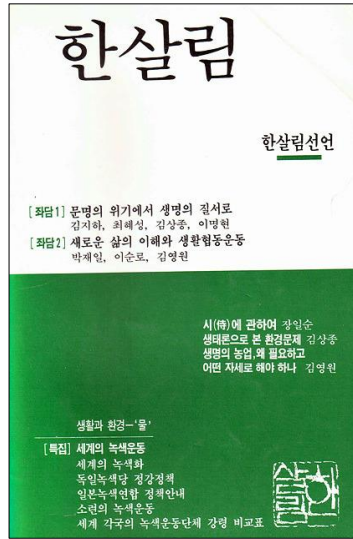 한살림
한살림선언
[좌담1] 문명의 위기에서 생명의 질서로
김지하, 최혜성, 김상종, 이명현
[좌담2] 새로운 삶의 이해와 생활협동운동
박재일, 이순로, 김영원
시(侍)에 관하여 장일순
생태론으로 본 환경문제 김상종
생명의 농업,왜 필요하고
어떤 자세로 해야 하나 김영원
생활과 환경—‘물’
[특집] 세계의 녹색운동
세계의 녹색화
독일녹색당 정강정책
일본녹색연합 정책안내
소련의 녹색운동
세계 각국의 녹색운동단체 강령 비교표
한살림